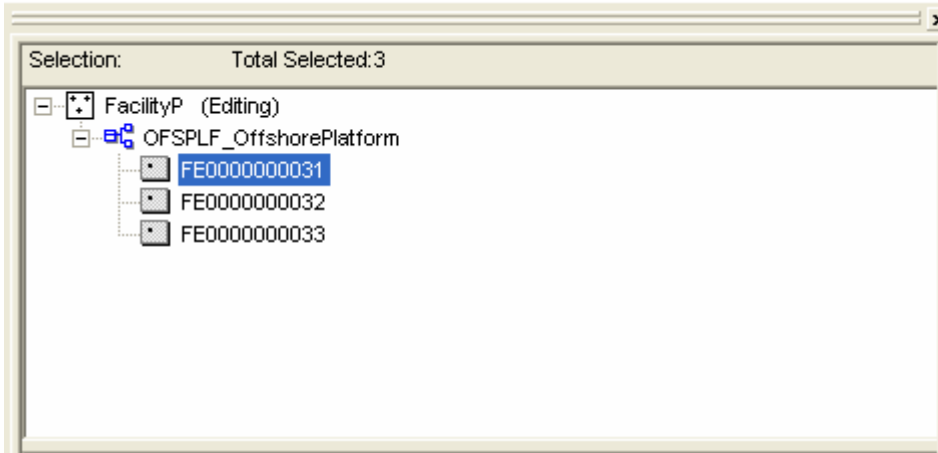 Selection: Total Selected:3
FacilityP (Editing)
OFSPLF_OffshorePlatform
FE0000000031
FE0000000032
FE0000000033